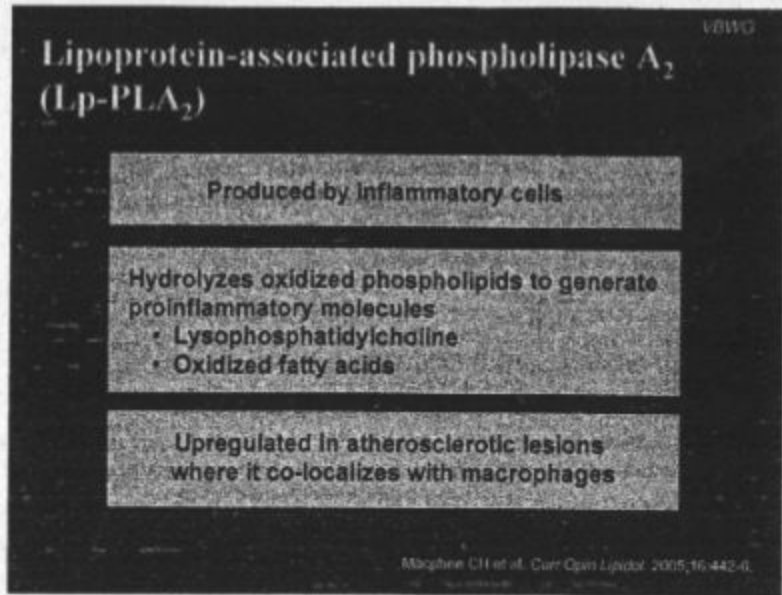 VBWG
Lipoprotein-associated phospholipase A₂
(Lp-PLA₂)
Produced by inflammatory cells
Hydrolyzes oxidized phospholipids to generate
proinflammatory molecules
• Lysophosphatidylcholine
• Oxidized fatty acids
Upregulated in atherosclerotic lesions
where it co-localizes with macrophages
Macphee CH et al. Curr Opin Lipidol. 2005;16:442-6.